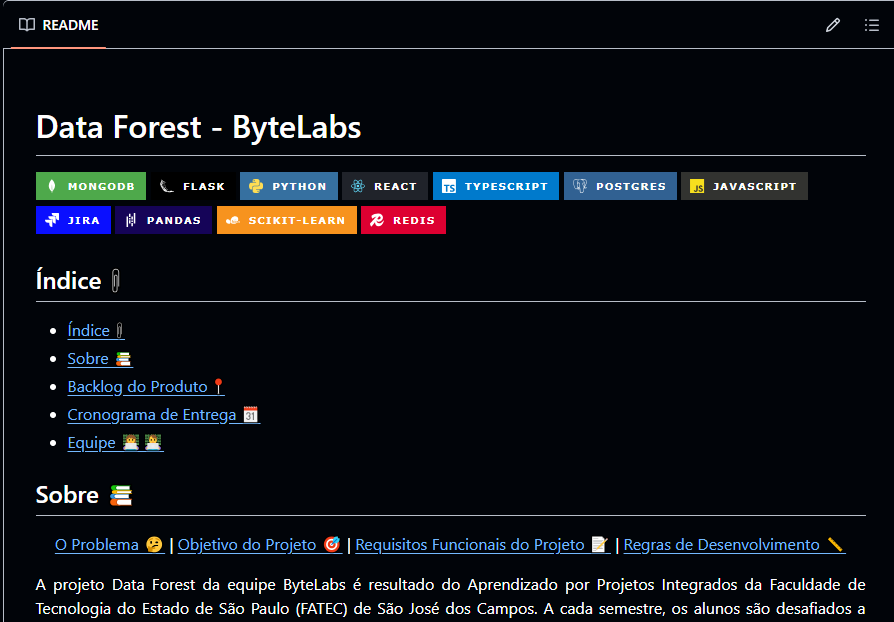 README
Data Forest - ByteLabs
MONGODB FLASK PYTHON REACT TS TYPESCRIPT POSTGRES JS JAVASCRIPT
JIRA PANDAS SCIKIT-LEARN REDIS
Índice
Índice
Sobre
Backlog do Produto
Cronograma de Entrega 31
Equipe
Sobre
O Problema | Objetivo do Projeto | Requisitos Funcionais do Projeto | Regras de Desenvolvimento
A projeto Data Forest da equipe ByteLabs é resultado do Aprendizado por Projetos Integrados da Faculdade de
Tecnologia do Estado de São Paulo (FATEC) de São José dos Campos. A cada semestre, os alunos são desafiados a